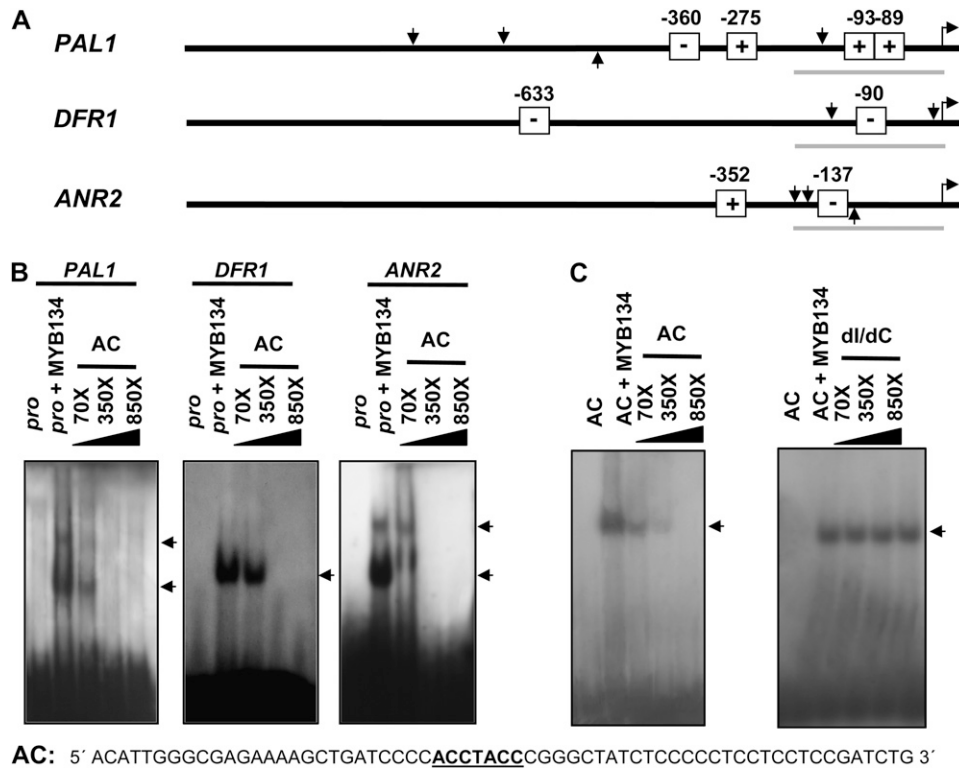 A
PAL1 -360 -275 -93-89
- + + +
DFR1 -633 -90
- -
ANR2 -352 -137
+ -
B PAL1 DFR1 ANR2
AC AC AC
pro pro + MYB134 70X 350X 850X
pro pro + MYB134 70X 350X 850X
pro pro + MYB134 70X 350X 850X
C
AC dI/dC
AC AC + MYB134 70X 350X 850X
AC AC + MYB134 70X 350X 850X
AC: 5´ ACATTGGGCGAGAAAAGCTGATCCCCACCTACCCGGGCTATCTCCCCCTCCTCCTCCGATCTG 3´